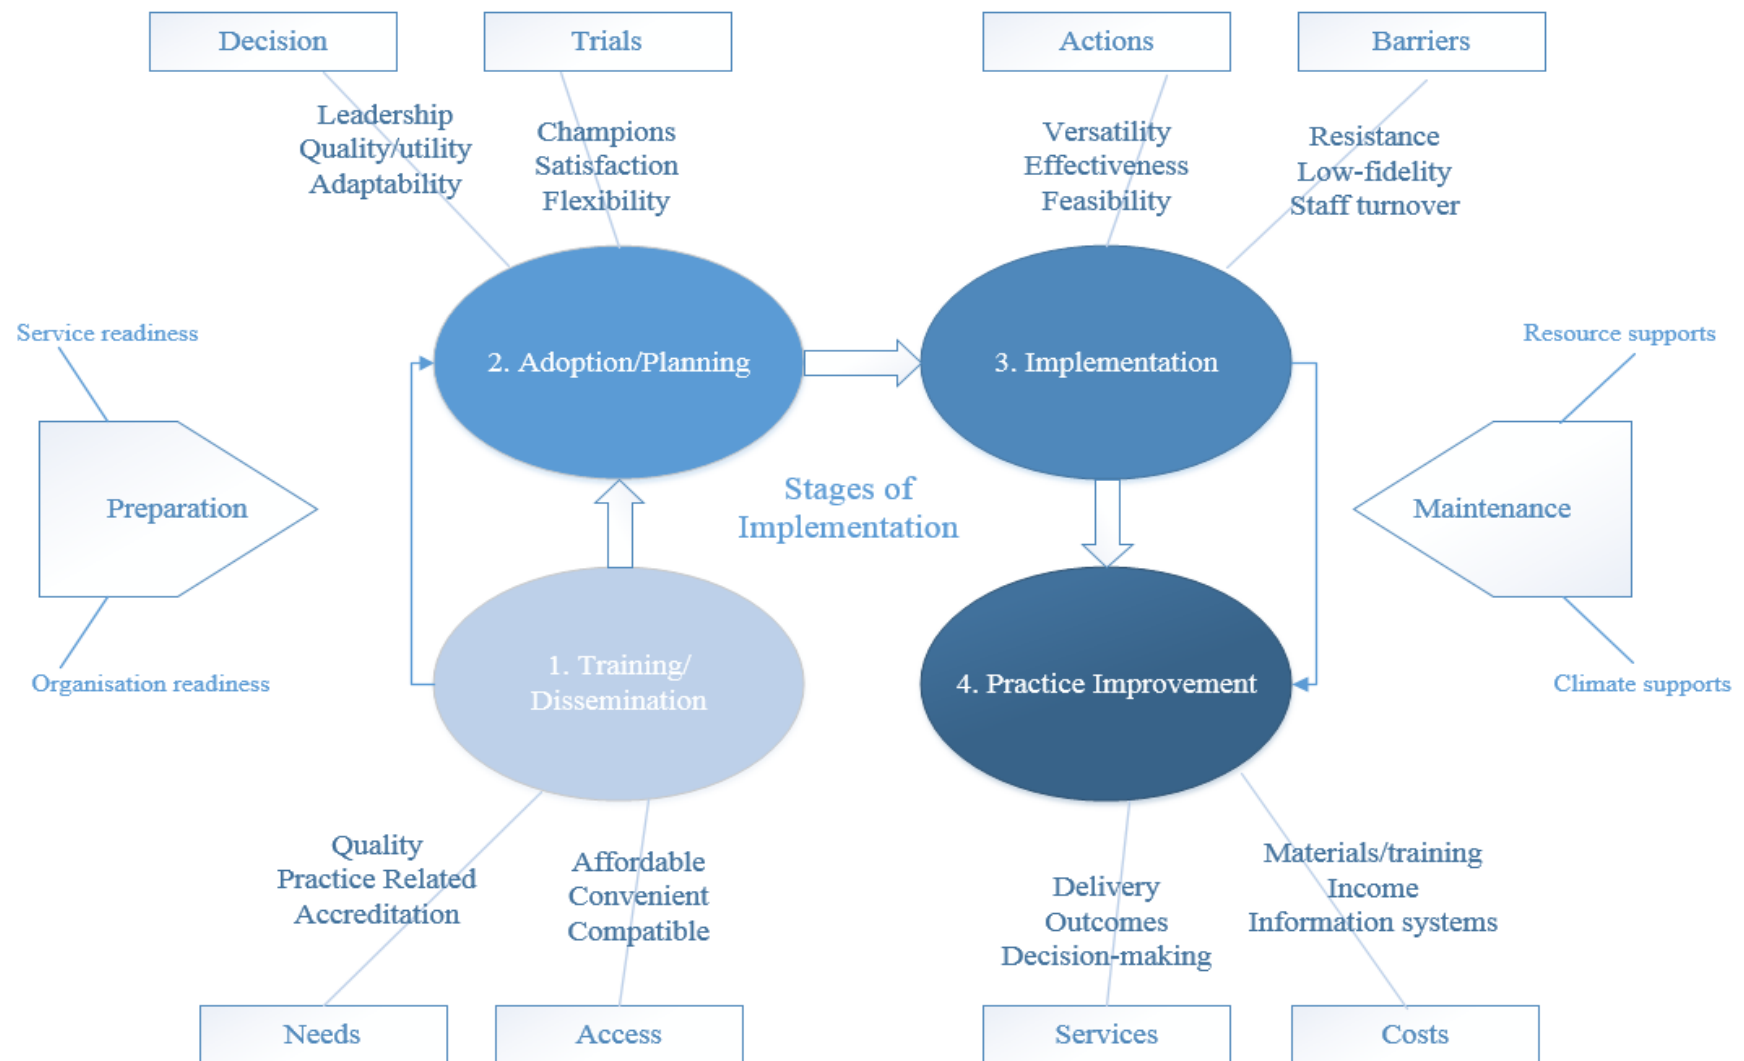 Decision
Trials
Actions
Barriers
Leadership
Quality/utility
Adaptability
Champions
Satisfaction
Flexibility
Versatility
Effectiveness
Feasibility
Resistance
Low-fidelity
Staff turnover
Service readiness
2. Adoption/Planning
3. Implementation
Resource supports
Preparation
Stages of
Implementation
Maintenance
Organisation readiness
1. Training/
Dissemination
4. Practice Improvement
Climate supports
Quality
Practice Related
Accreditation
Affordable
Convenient
Compatible
Delivery
Outcomes
Decision-making
Materials/training
Income
Information systems
Needs
Access
Services
Costs